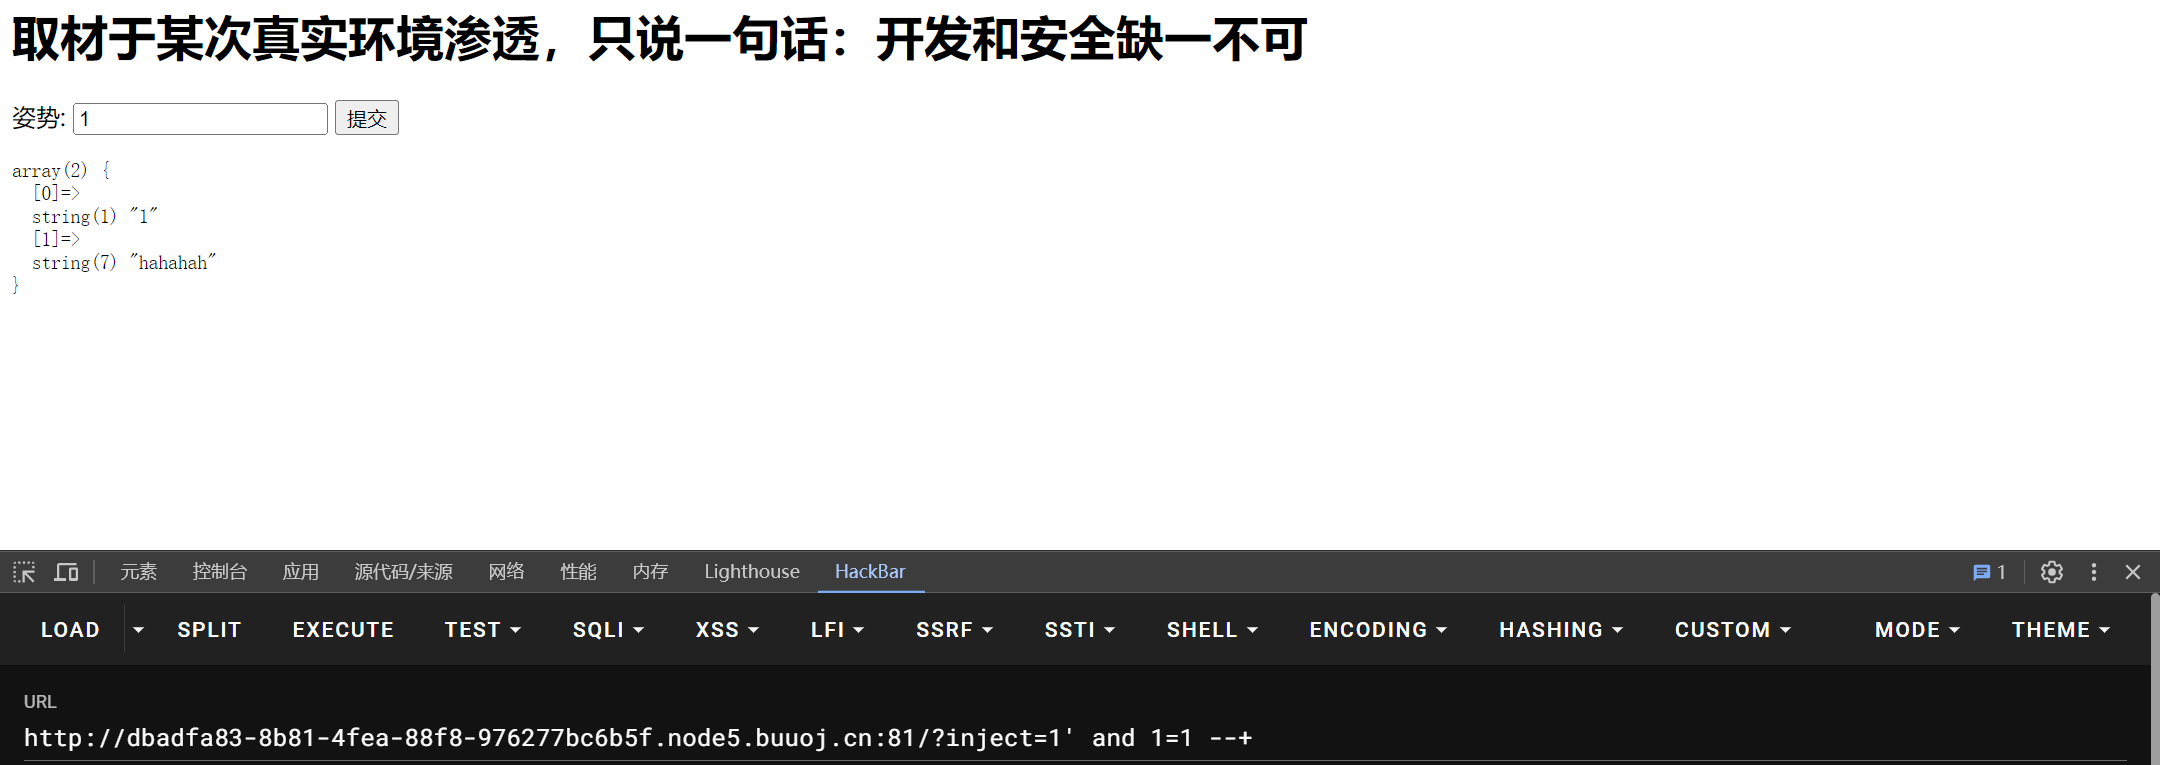 取材于某次真实环境渗透，只说一句话：开发和安全缺一不可
姿势: 1 提交
array(2) {
  [0]=>
  string(1) "1"
  [1]=>
  string(7) "hahahah"
}
元素 控制台 应用 源代码/来源 网络 性能 内存 Lighthouse HackBar 1
LOAD SPLIT EXECUTE TEST SQLI XSS LFI SSRF SSTI SHELL ENCODING HASHING CUSTOM MODE THEME
URL
http://dbadfa83-8b81-4fea-88f8-976277bc6b5f.node5.buuoj.cn:81/?inject=1' and 1=1 --+